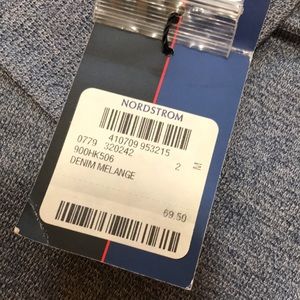 NORDSTROM
410709 953215
0779 320242
900HK506 2 M
DENIM MELANGE
69.50